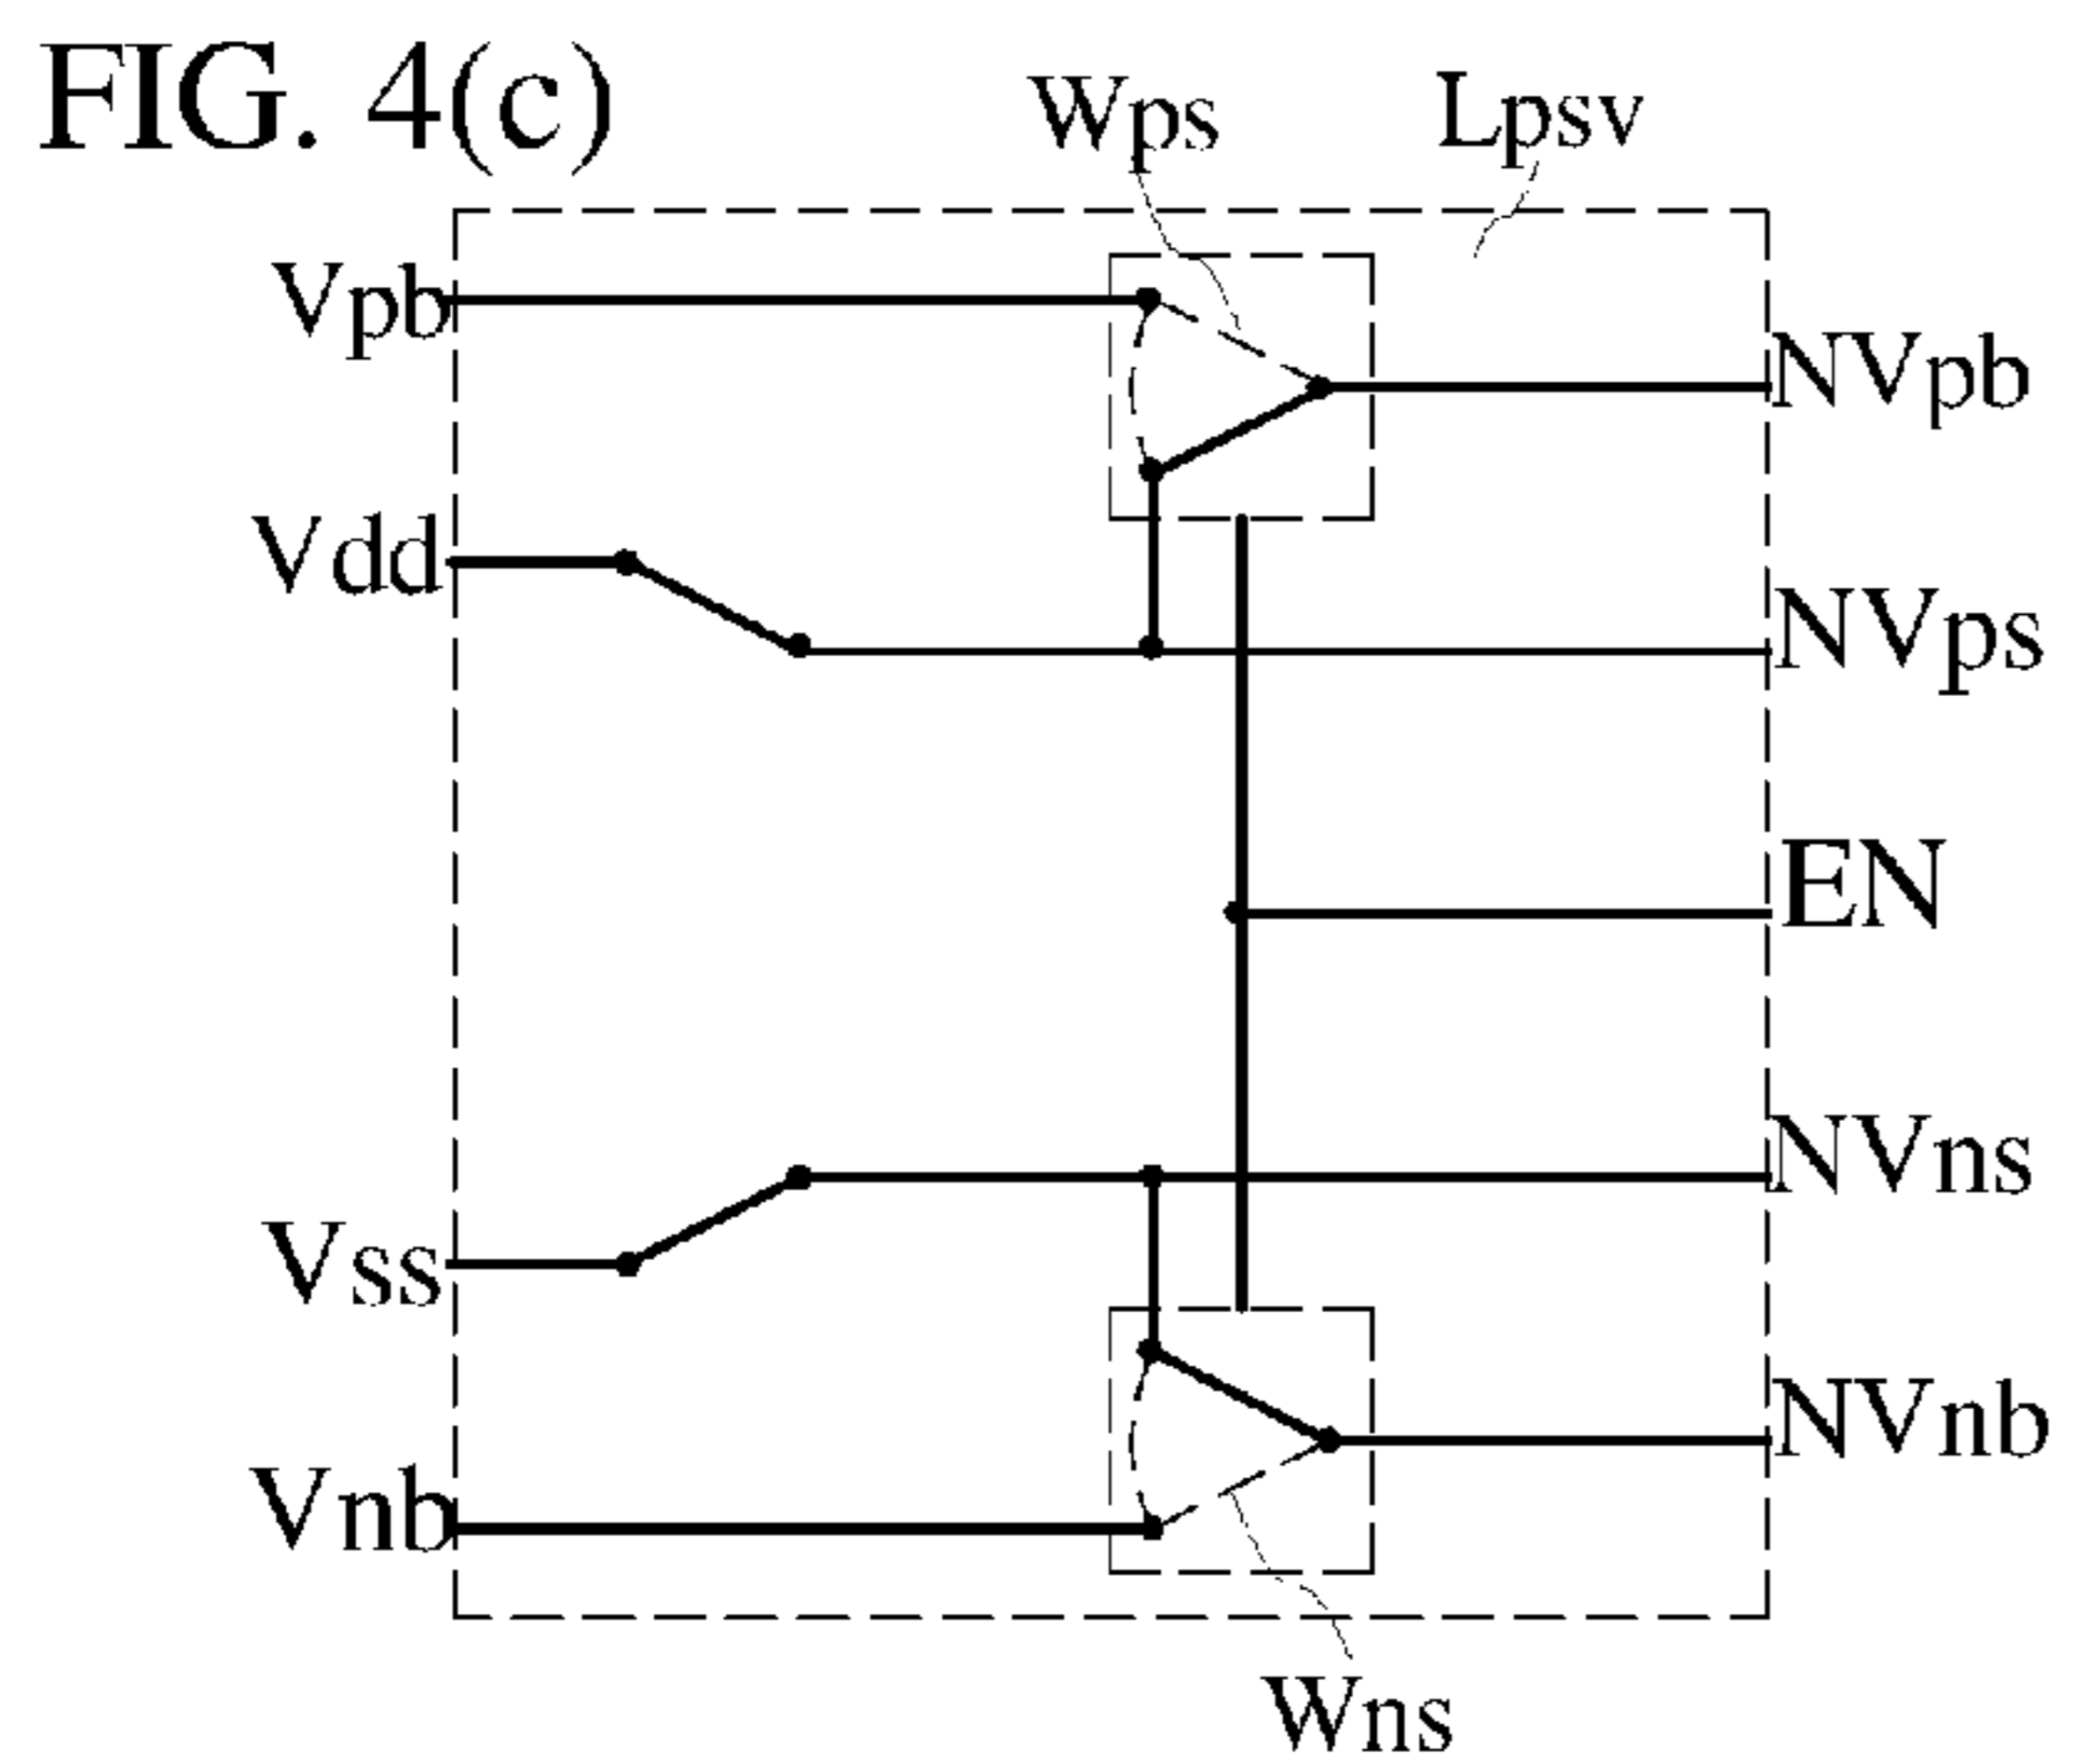 FIG. 4(c)
Wps
Lpsv
Vpb
NVpb
Vdd
NVps
EN
NVns
Vss
NVnb
Vnb
Wns